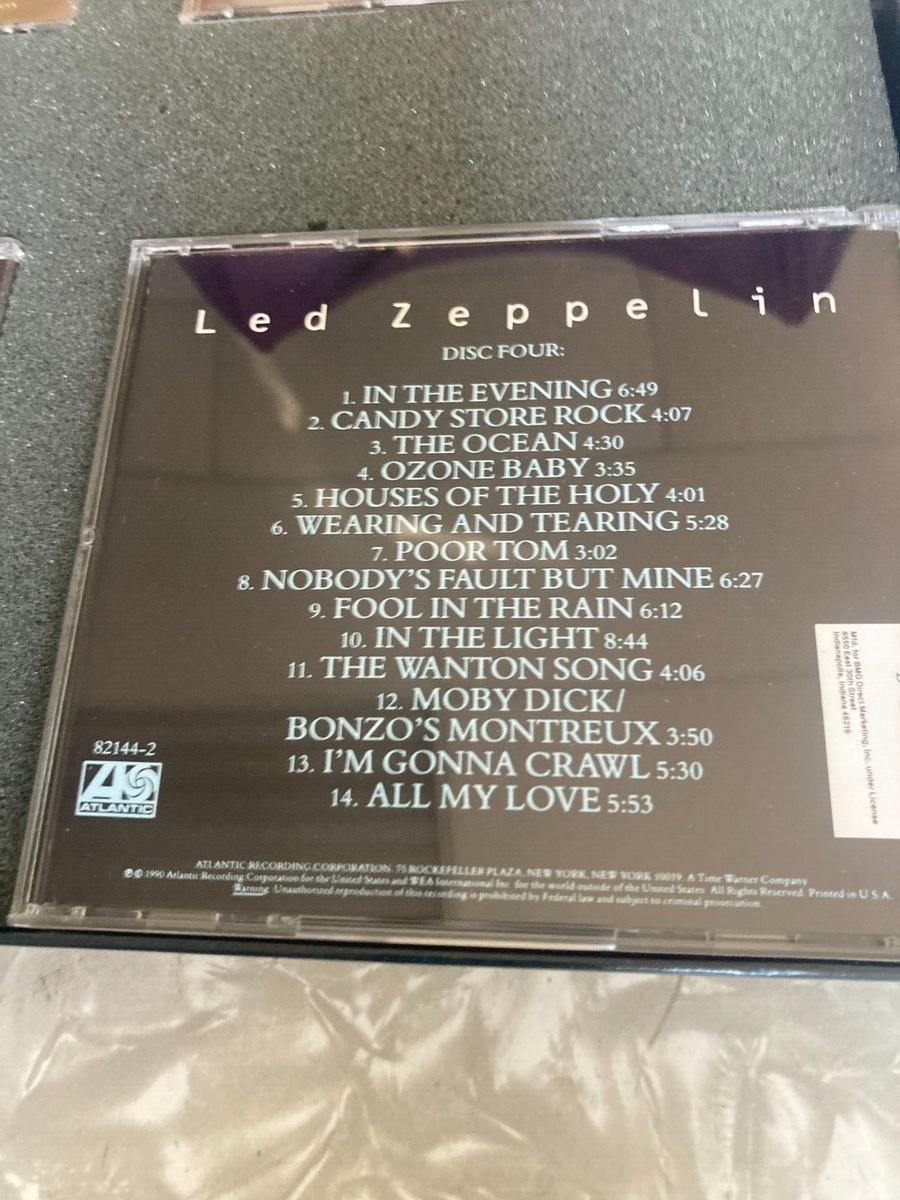 Led Zeppelin
DISC FOUR:
1. IN THE EVENING 6:49
2. CANDY STORE ROCK 4:07
3. THE OCEAN 4:30
4. OZONE BABY 3:35
5. HOUSES OF THE HOLY 4:01
6. WEARING AND TEARING 5:28
7. POOR TOM 3:02
8. NOBODY'S FAULT BUT MINE 6:27
9. FOOL IN THE RAIN 6:12
10. IN THE LIGHT 8:44
11. THE WANTON SONG 4:06
12. MOBY DICK/
BONZO'S MONTREUX 3:50
13. I'M GONNA CRAWL 5:30
14. ALL MY LOVE 5:53
82144-2
ATLANTIC
Mfd. for BMG Direct Marketing, Inc. under License
6550 East 30th Street
Indianapolis, Indiana 46219
ATLANTIC RECORDING CORPORATION, 75 ROCKEFELLER PLAZA, NEW YORK, NEW YORK 10019. A Time Warner Company
℗© 1990 Atlantic Recording Corporation for the United States and WEA International Inc. for the world outside of the United States. All Rights Reserved. Printed in U.S.A.
Warning: Unauthorized reproduction of this recording is prohibited by Federal law and subject to criminal prosecution.